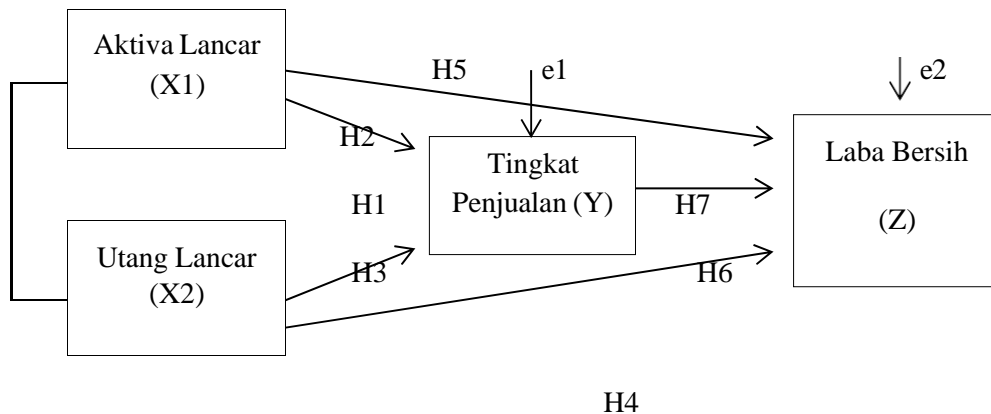 Aktiva Lancar
(X1)
H5
e1
e2
H2
Tingkat
Penjualan (Y)
Laba Bersih
(Z)
H1
H7
Utang Lancar
(X2)
H3
H6
H4